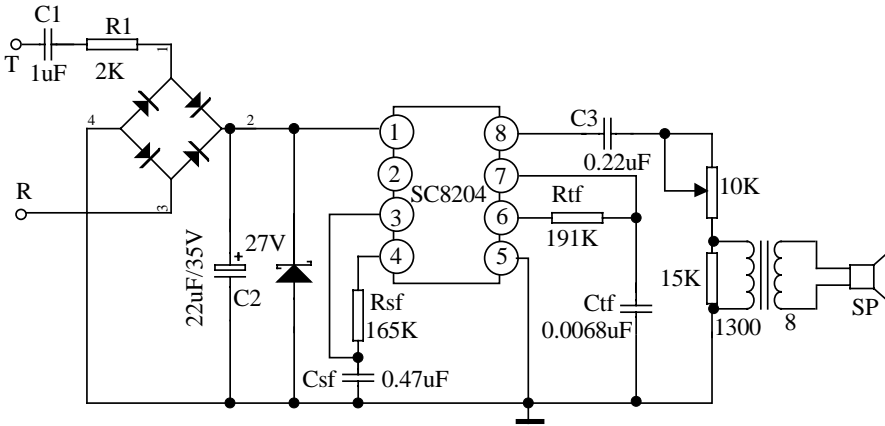 C1
R1
1
T
1uF
2K
4
2
3
R
22uF/35V
+
27V
C2
1
2
3
4
SC8204
8
7
6
5
Rsf
165K
Csf
0.47uF
C3
0.22uF
Rtf
191K
Ctf
0.0068uF
10K
15K
1300
8
SP